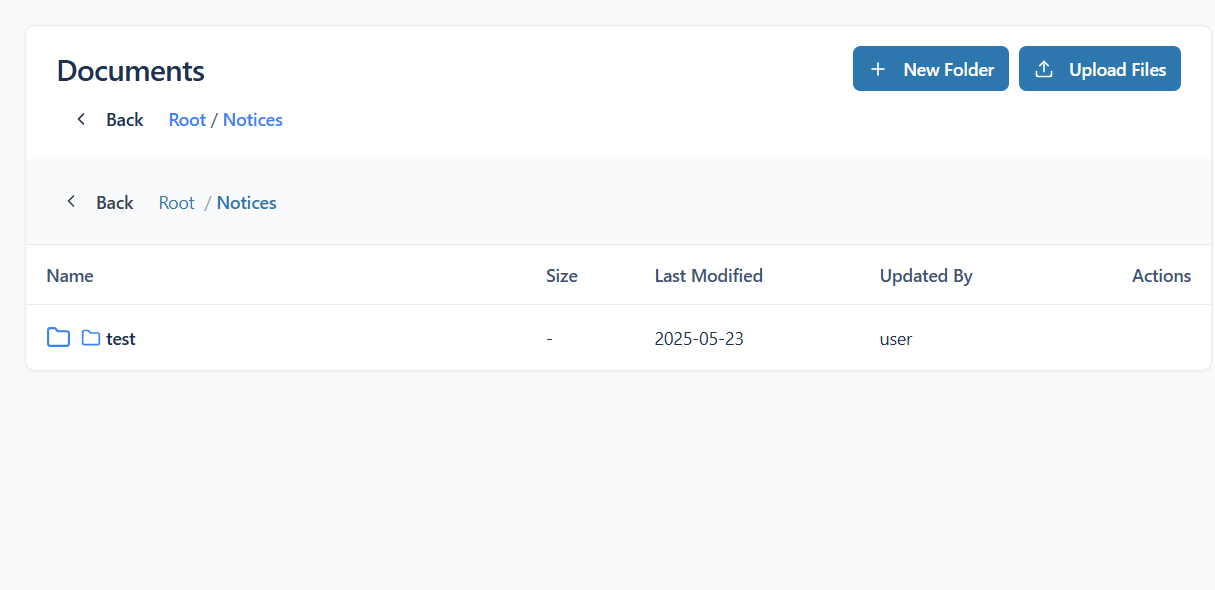 Documents
New Folder
Upload Files
Back Root / Notices
Back Root / Notices
Name Size Last Modified Updated By Actions
test - 2025-05-23 user